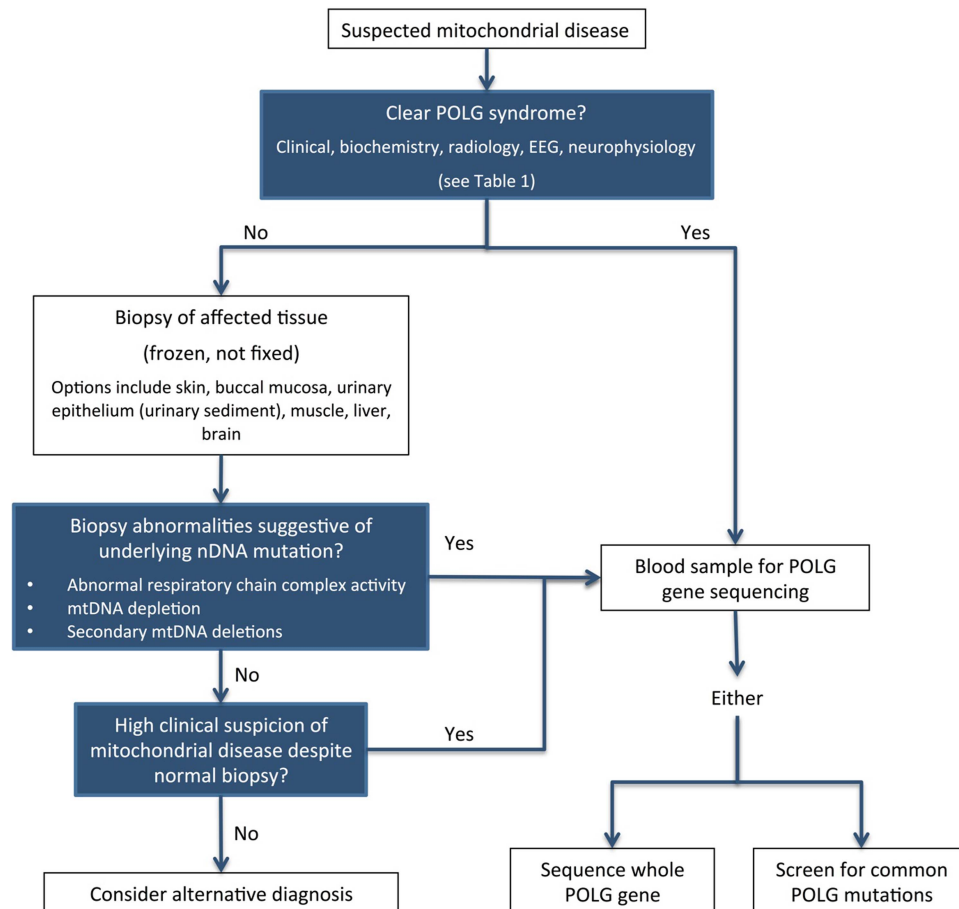 Suspected mitochondrial disease
Clear POLG syndrome?
Clinical, biochemistry, radiology, EEG, neurophysiology
(see Table 1)
No
Yes
Biopsy of affected tissue
(frozen, not fixed)
Options include skin, buccal mucosa, urinary
epithelium (urinary sediment), muscle, liver,
brain
Biopsy abnormalities suggestive of
underlying nDNA mutation?
• Abnormal respiratory chain complex activity
• mtDNA depletion
• Secondary mtDNA deletions
Yes
Blood sample for POLG
gene sequencing
No
Either
High clinical suspicion of
mitochondrial disease despite
normal biopsy?
Yes
No
Consider alternative diagnosis
Sequence whole
POLG gene
Screen for common
POLG mutations